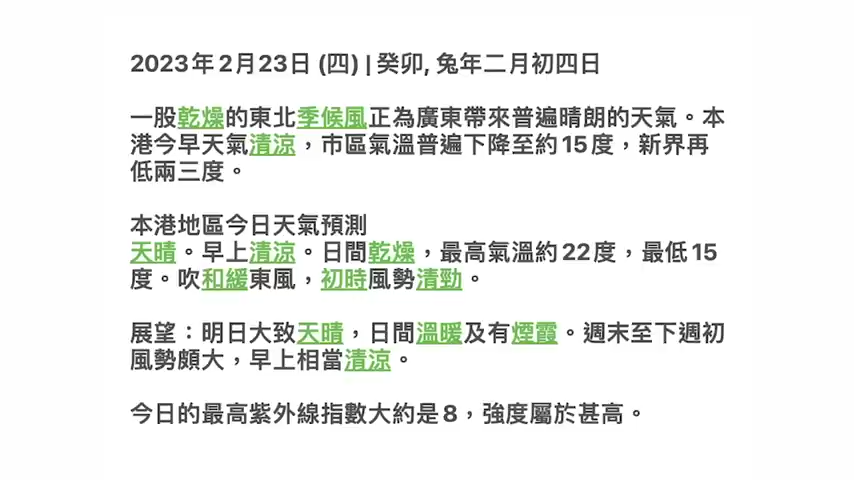 2023年2月23日 (四) | 癸卯, 兔年二月初四日
一股乾燥的東北季候風正為廣東帶來普遍晴朗的天氣。本
港今早天氣清涼，市區氣溫普遍下降至約15度，新界再
低兩三度。
本港地區今日天氣預測
天晴。早上清涼。日間乾燥，最高氣溫約22度，最低15
度。吹和緩東風，初時風勢清勁。
展望：明日大致天晴，日間溫暖及有煙霞。週末至下週初
風勢頗大，早上相當清涼。
今日的最高紫外線指數大約是8，強度屬於甚高。